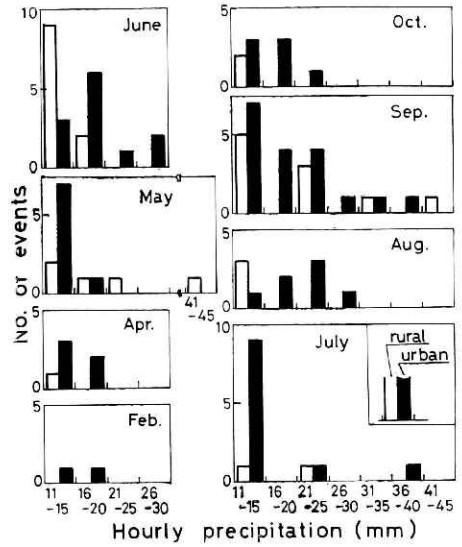 June
10
5
0
May
5
0
41
-45
Apr.
5
0
Feb.
5
0
11 16 21 26
-15 -20 -25 -30
Oct.
5
0
Sep.
5
0
Aug.
5
0
July
rural
urban
10
5
0
11 16 21 26 31 36 41
-15 -20 -25 -30 -35 -40 -45
No. or events
Hourly precipitation (mm)